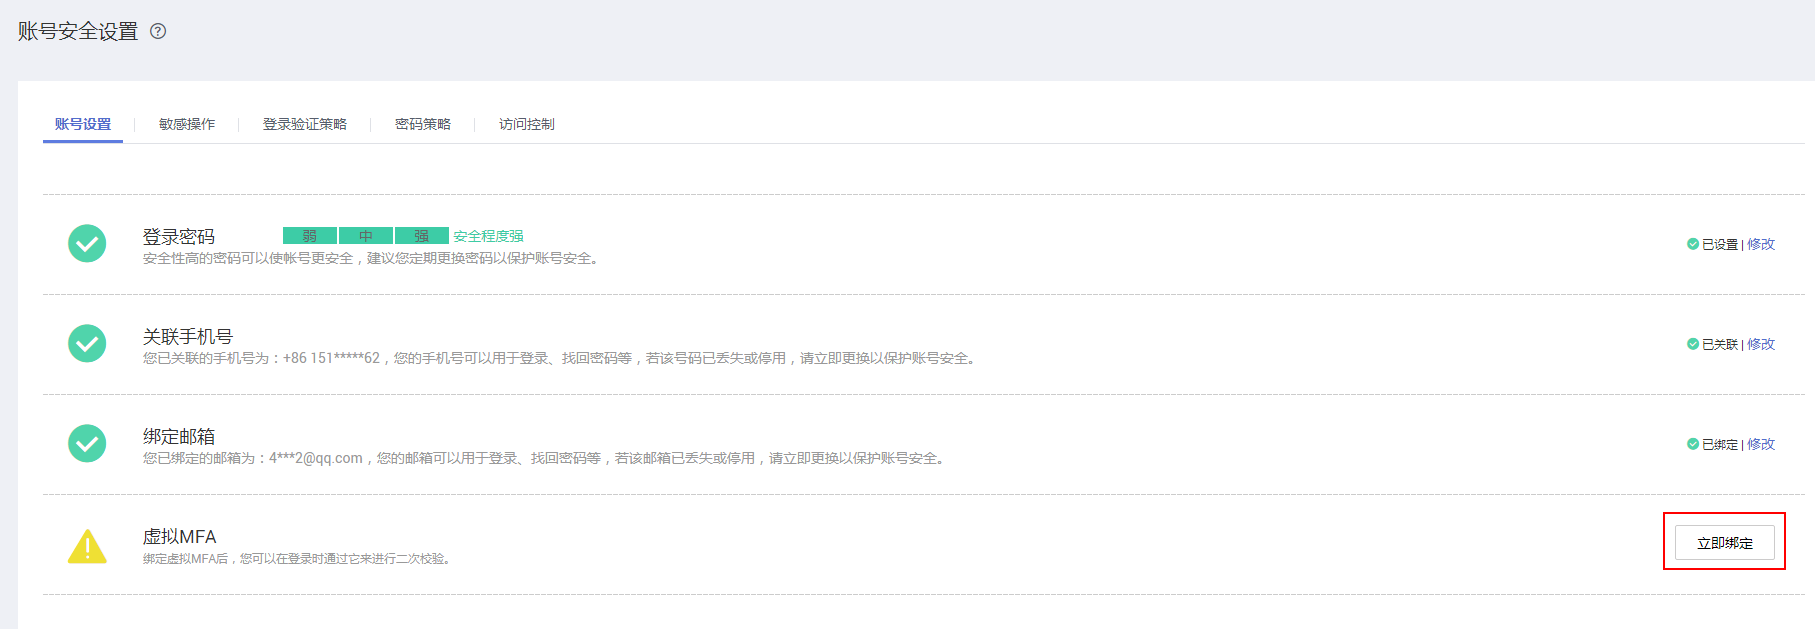 账号安全设置 ?
账号设置 敏感操作 登录验证策略 密码策略 访问控制
登录密码 弱 中 强 安全程度强
安全性高的密码可以使帐号更安全，建议您定期更换密码以保护账号安全。
已设置 | 修改
关联手机号
您已关联的手机号为：+86 151*****62，您的手机号可以用于登录、找回密码等，若该号码已丢失或停用，请立即更换以保护账号安全。
已关联 | 修改
绑定邮箱
您已绑定的邮箱为：4***2@qq.com，您的邮箱可以用于登录、找回密码等，若该邮箱已丢失或停用，请立即更换以保护账号安全。
已绑定 | 修改
虚拟MFA
绑定虚拟MFA后，您可以在登录时通过它来进行二次校验。
立即绑定